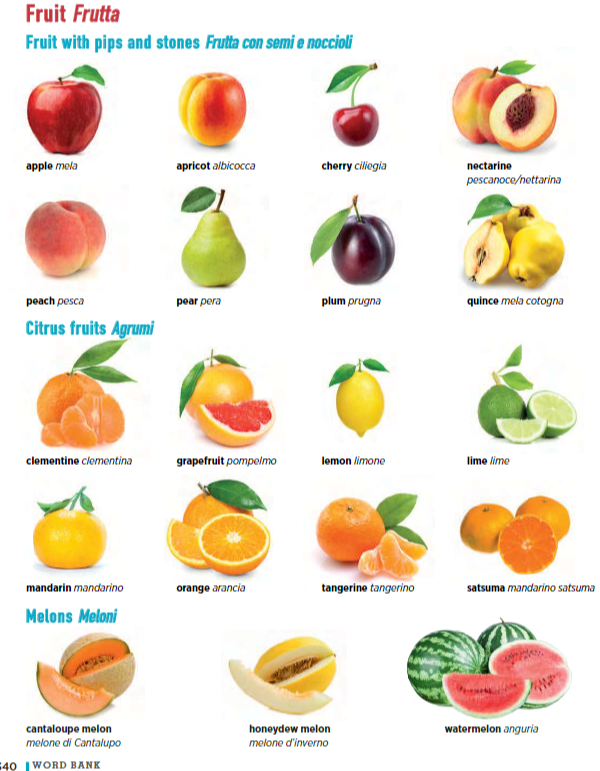 Fruit Frutta
Fruit with pips and stones Frutta con semi e noccioli
apple mela
apricot albicocca
cherry ciliegia
nectarine
pescanoce/nettarina
peach pesca
pear pera
plum prugna
quince mela cotogna
Citrus fruits Agrumi
clementine clementina
grapefruit pompelmo
lemon limone
lime lime
mandarin mandarino
orange arancia
tangerine tangerino
satsuma mandarino satsuma
Melons Meloni
cantaloupe melon
melone di Cantalupo
honeydew melon
melone d'inverno
watermelon anguria
WORD BANK